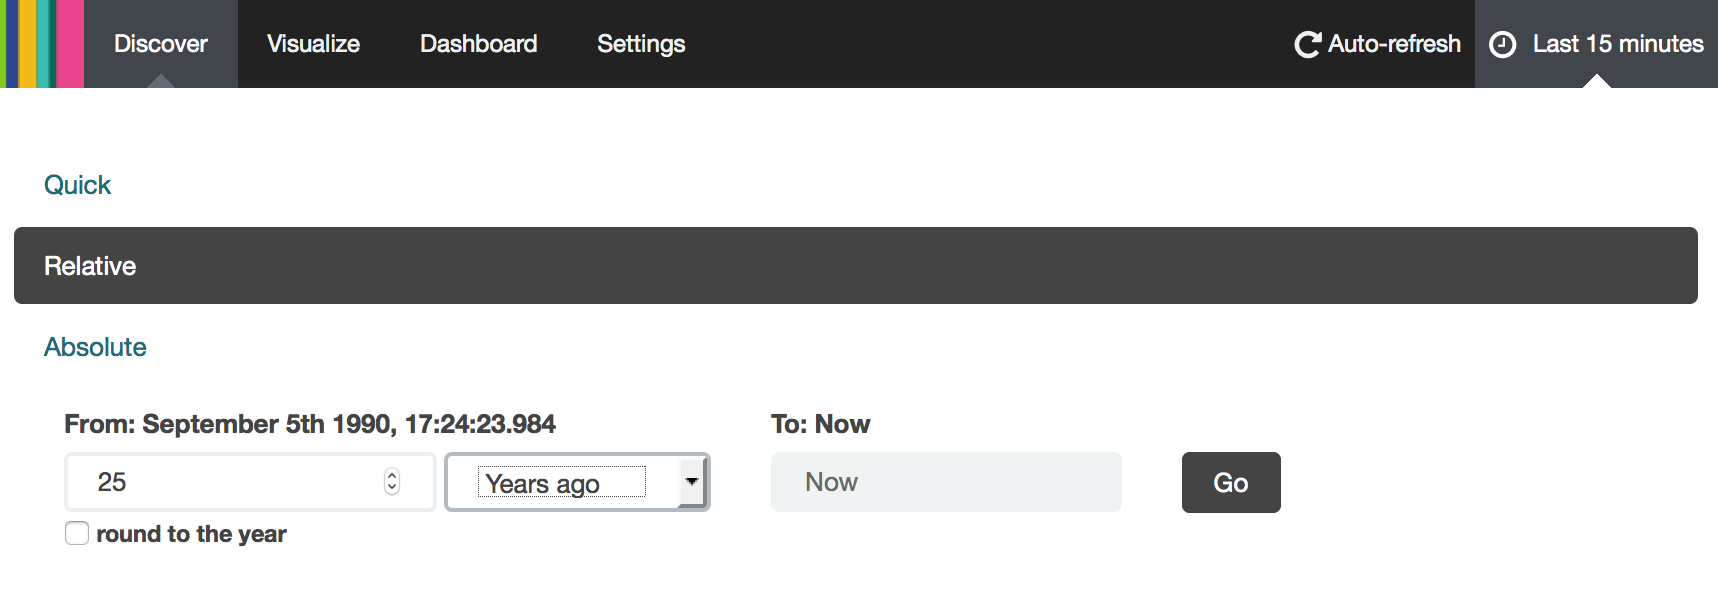 Discover Visualize Dashboard Settings Auto-refresh Last 15 minutes
Quick
Relative
Absolute
From: September 5th 1990, 17:24:23.984 To: Now
25 Years ago Now Go
round to the year